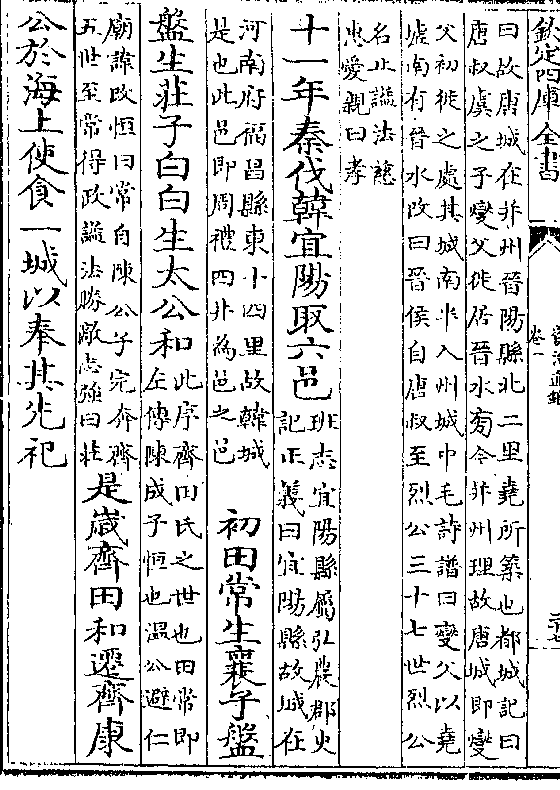 欽定四庫全書
卷一
曰故唐城在并州晉陽縣北二里堯所築也都城記曰
唐叔虞之子燮父徙居晉水旁今并州理故唐城即燮
父初徙之處其城南半入州城中毛詩譜曰燮父以堯
墟南有晉水改曰晉侯自唐叔至烈公三十七世烈公
名止謚法慈
惠愛親曰孝
十一年秦伐韓宜陽取六邑
班志宜陽縣屬弘農郡史
記正義曰宜陽縣故城在
河南府福昌縣東十四里故韓城
是也此邑即周禮四井為邑之邑
初田常生襄子盤
盤生莊子白白生太公和
此序齊田氏之世也田常即
左傳陳成子恒也溫公避仁
廟諱改恒曰常自陳公子完奔齊
五世至常得政謚法勝敵志強曰莊
是歲齊田和遷齊康
公於海上使食一城以奉其先祀